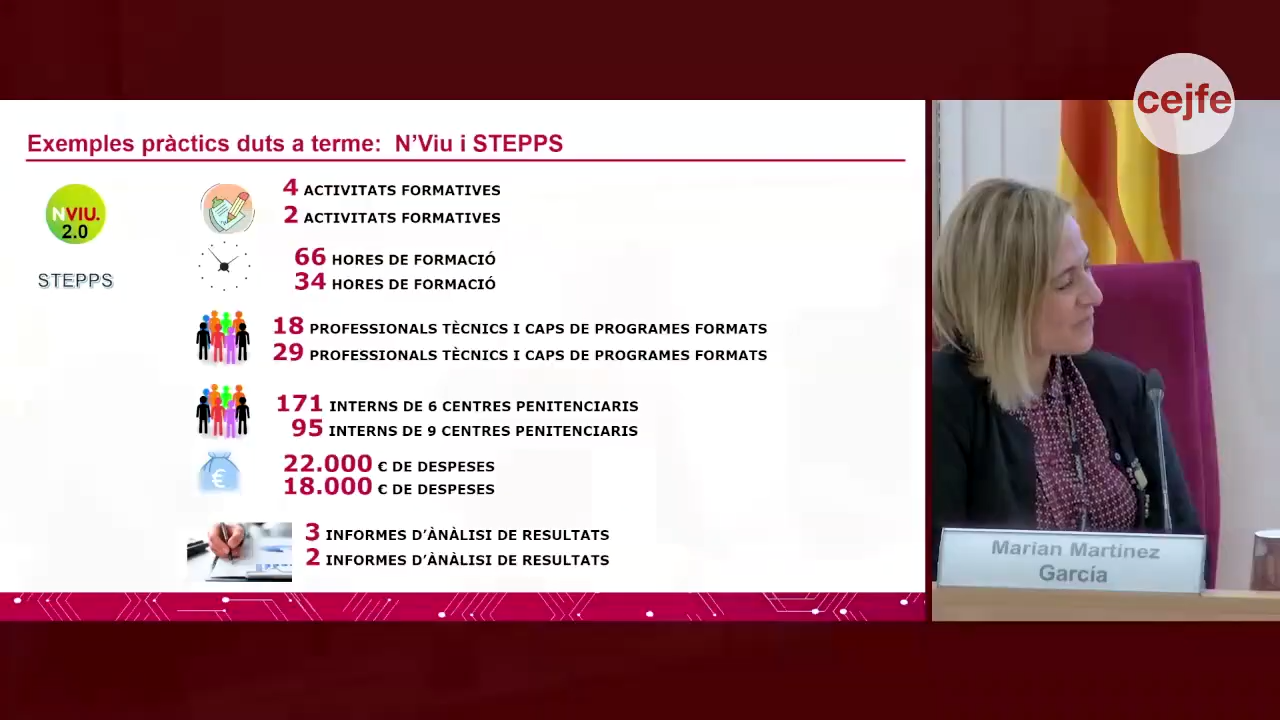 cejfe
Exemples pràctics duts a terme: N'Viu i STEPPS
NVIU.
2.0
STEPPS
4 ACTIVITATS FORMATIVES
2 ACTIVITATS FORMATIVES
66 HORES DE FORMACIÓ
34 HORES DE FORMACIÓ
18 PROFESSIONALS TÈCNICS I CAPS DE PROGRAMES FORMATS
29 PROFESSIONALS TÈCNICS I CAPS DE PROGRAMES FORMATS
171 INTERNS DE 6 CENTRES PENITENCIARIS
95 INTERNS DE 9 CENTRES PENITENCIARIS
€
22.000 € DE DESPESES
18.000 € DE DESPESES
3 INFORMES D'ÀNÀLISI DE RESULTATS
2 INFORMES D'ÀNÀLISI DE RESULTATS
Marian Martínez
García